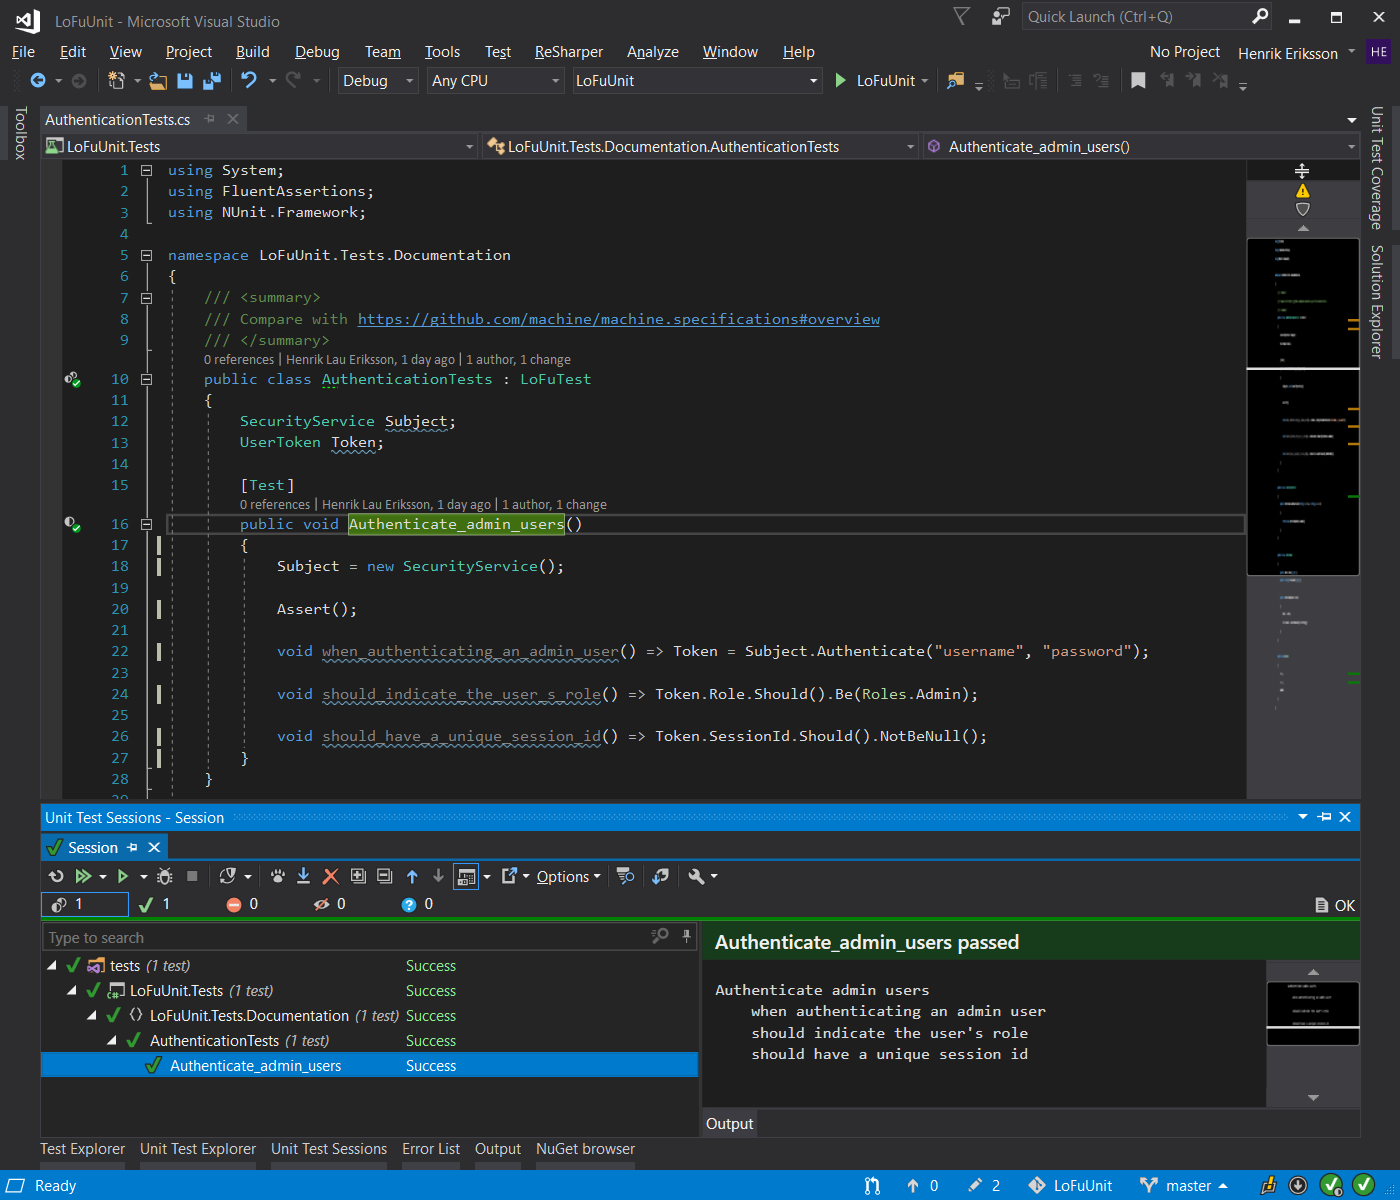 LoFuUnit - Microsoft Visual Studio
Quick Launch (Ctrl+Q)
File Edit View Project Build Debug Team Tools Test ReSharper Analyze Window Help
No Project Henrik Eriksson HE
Debug Any CPU LoFuUnit LoFuUnit
Toolbox
AuthenticationTests.cs
LoFuUnit.Tests LoFuUnit.Tests.Documentation.AuthenticationTests Authenticate_admin_users()
Unit Test Coverage
Solution Explorer
1 using System;
2 using FluentAssertions;
3 using NUnit.Framework;
4
5 namespace LoFuUnit.Tests.Documentation
6 {
7 /// <summary>
8 /// Compare with https://github.com/machine/machine.specifications#overview
9 /// </summary>
0 references | Henrik Lau Eriksson, 1 day ago | 1 author, 1 change
10 public class AuthenticationTests : LoFuTest
11 {
12 SecurityService Subject;
13 UserToken Token;
14
15 [Test]
0 references | Henrik Lau Eriksson, 1 day ago | 1 author, 1 change
16 public void Authenticate_admin_users()
17 {
18 Subject = new SecurityService();
19
20 Assert();
21
22 void when_authenticating_an_admin_user() => Token = Subject.Authenticate("username", "password");
23
24 void should_indicate_the_user_s_role() => Token.Role.Should().Be(Roles.Admin);
25
26 void should_have_a_unique_session_id() => Token.SessionId.Should().NotBeNull();
27 }
28 }
Unit Test Sessions - Session
Session
Options
1 1 0 0 0 OK
Type to search
tests (1 test) Success
LoFuUnit.Tests (1 test) Success
LoFuUnit.Tests.Documentation (1 test) Success
AuthenticationTests (1 test) Success
Authenticate_admin_users Success
Authenticate_admin_users passed
Authenticate admin users
when authenticating an admin user
should indicate the user's role
should have a unique session id
Output
Test Explorer Unit Test Explorer Unit Test Sessions Error List Output NuGet browser
Ready 0 2 LoFuUnit master